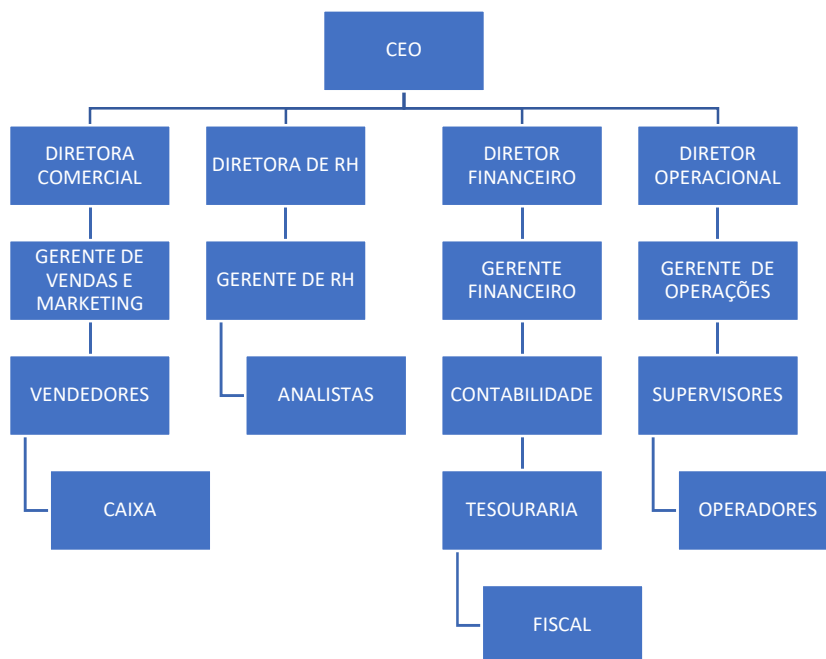 CEO
DIRETORA
COMERCIAL
DIRETORA DE RH
DIRETOR
FINANCEIRO
DIRETOR
OPERACIONAL
GERENTE DE
VENDAS E
MARKETING
GERENTE DE RH
GERENTE
FINANCEIRO
GERENTE DE
OPERAÇÕES
VENDEDORES
ANALISTAS
CONTABILIDADE
SUPERVISORES
CAIXA
TESOURARIA
OPERADORES
FISCAL